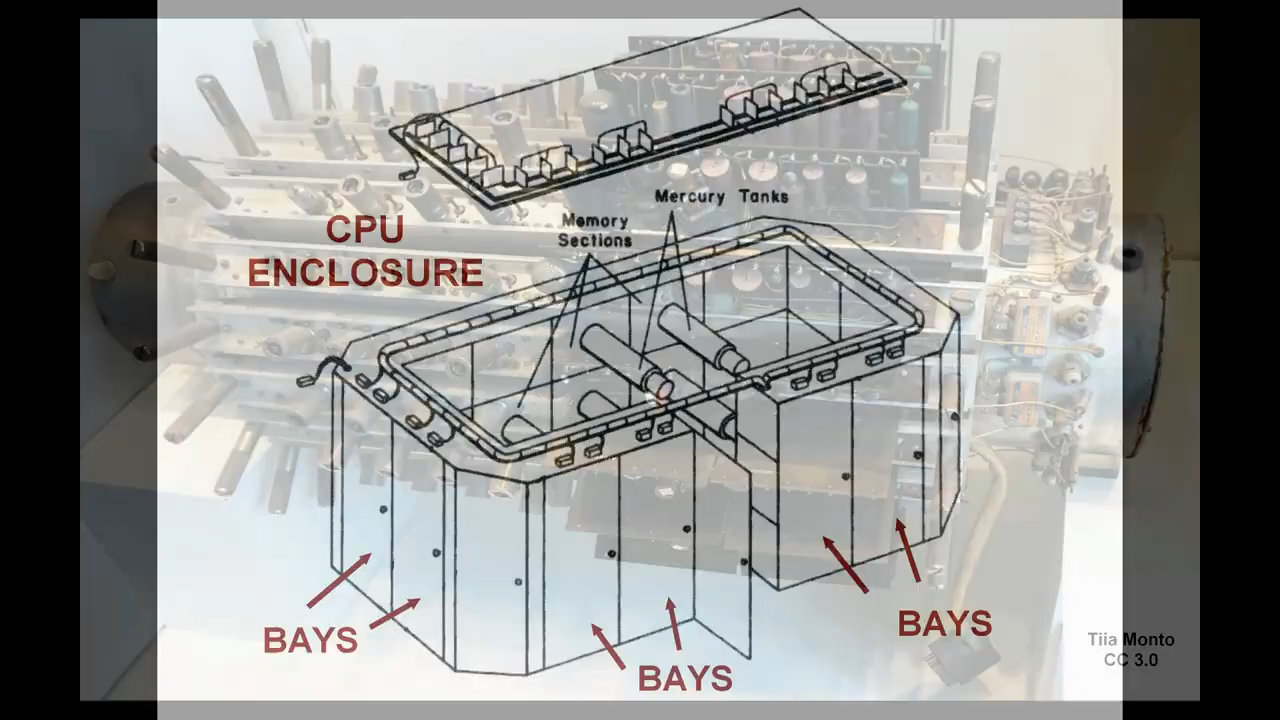 Mercury Tanks
Memory
Sections
CPU
ENCLOSURE
BAYS
BAYS
BAYS
Tiia Monto
CC 3.0